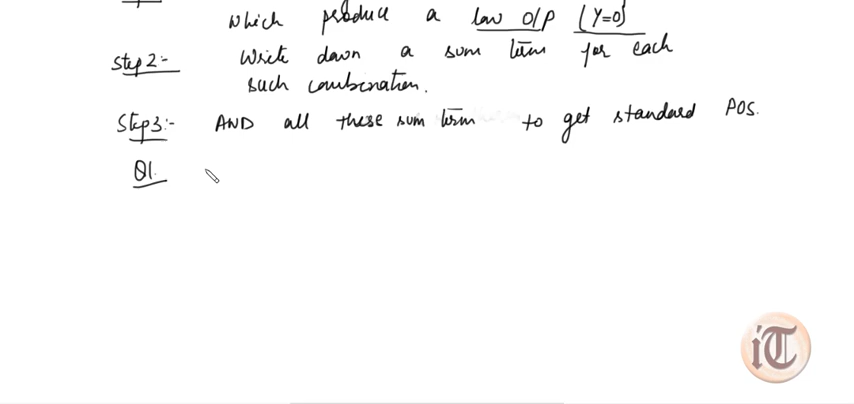 which produce a low O/P (Y=0)
Step 2:- Write down a sum term for each
such combination.
Step 3:- AND all these sum term to get standard POS.
Q1.
iT